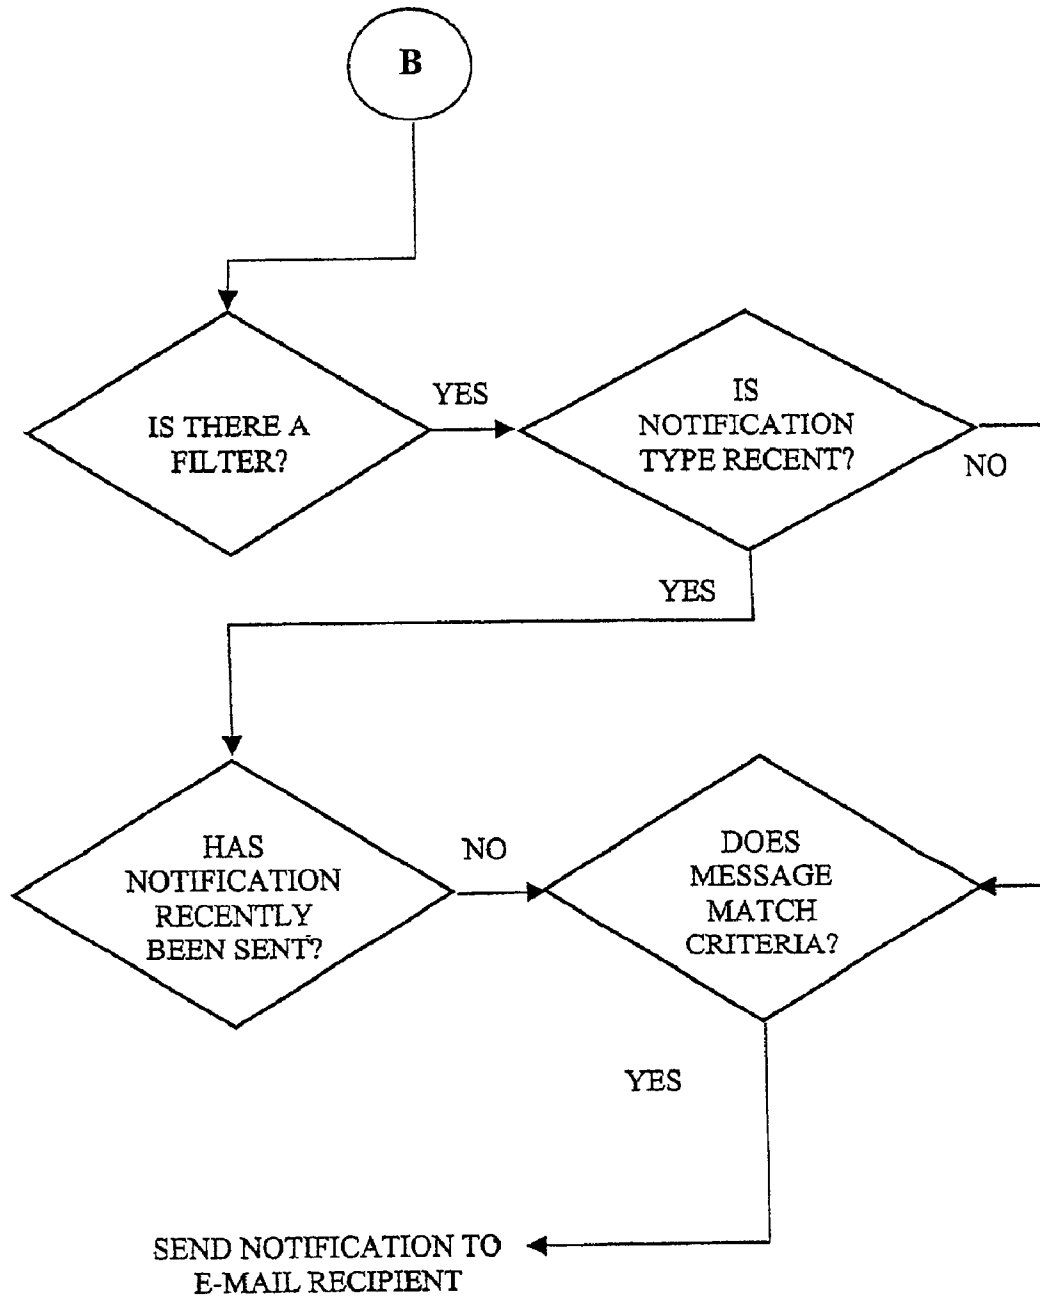 B
YES
IS THERE A
FILTER?
IS
NOTIFICATION
TYPE RECENT?
NO
YES
HAS
NOTIFICATION
RECENTLY
BEEN SENT?
NO
DOES
MESSAGE
MATCH
CRITERIA?
YES
SEND NOTIFICATION TO
E-MAIL RECIPIENT